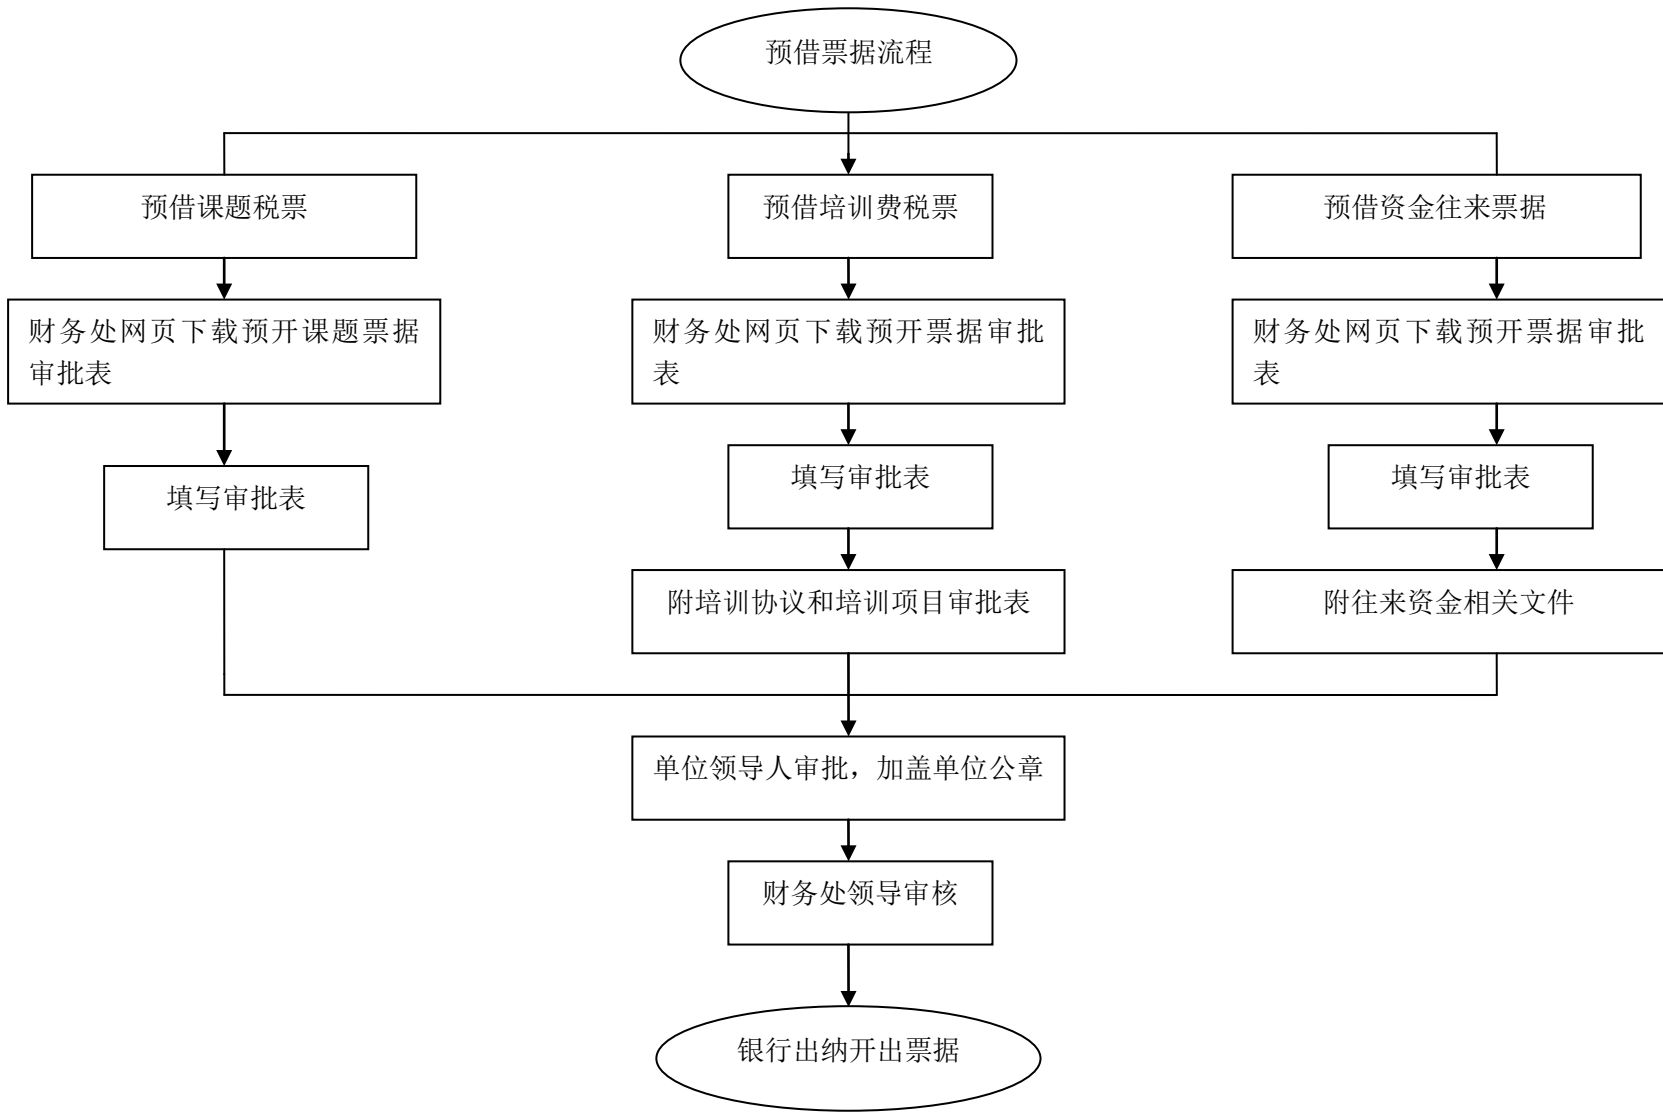 预借票据流程
预借课题税票
预借培训费税票
预借资金往来票据
财务处网页下载预开课题票据
审批表
财务处网页下载预开票据审批
表
财务处网页下载预开票据审批
表
填写审批表
填写审批表
填写审批表
附培训协议和培训项目审批表
附往来资金相关文件
单位领导人审批，加盖单位公章
财务处领导审核
银行出纳开出票据